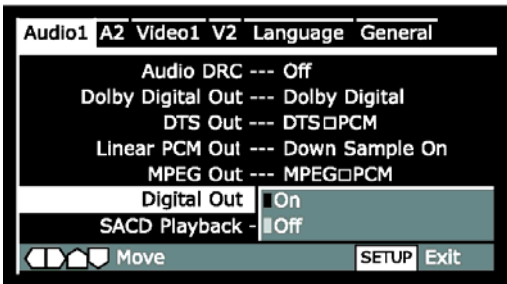 Audio1 A2 Video1 V2 Language General
Audio DRC --- Off
Dolby Digital Out --- Dolby Digital
DTS Out --- DTS□PCM
Linear PCM Out --- Down Sample On
MPEG Out --- MPEG□PCM
Digital Out On
SACD Playback - Off
Move SETUP Exit